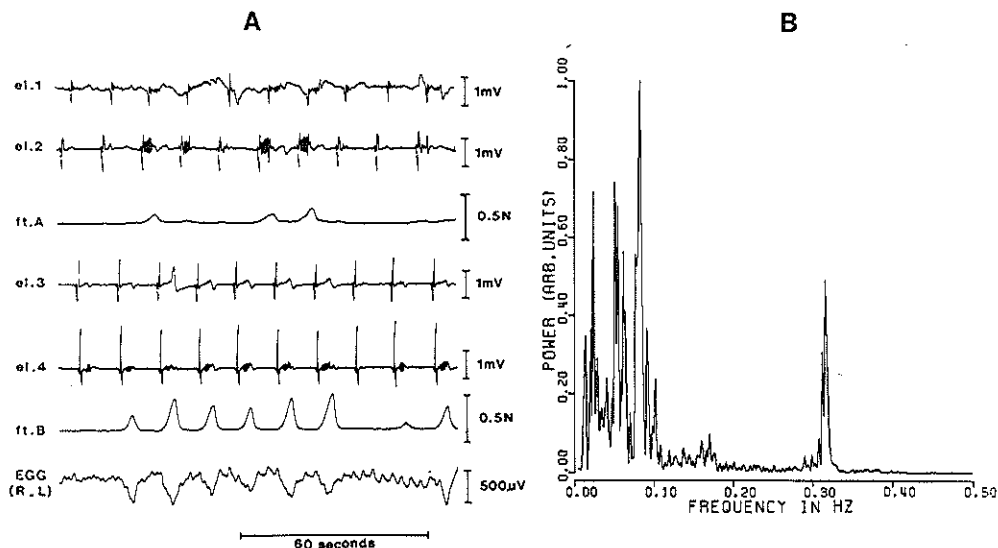 A
el.1
1mV
el.2
1mV
ft.A
0.5N
el.3
1mV
el.4
1mV
ft.B
0.5N
EGG
(R.1)
500µV
60 seconds
B
POWER (ARB.UNITS)
1.00
0.80
0.60
0.40
0.20
0.00
0.00 0.10 0.20 0.30 0.40 0.50
FREQUENCY IN HZ